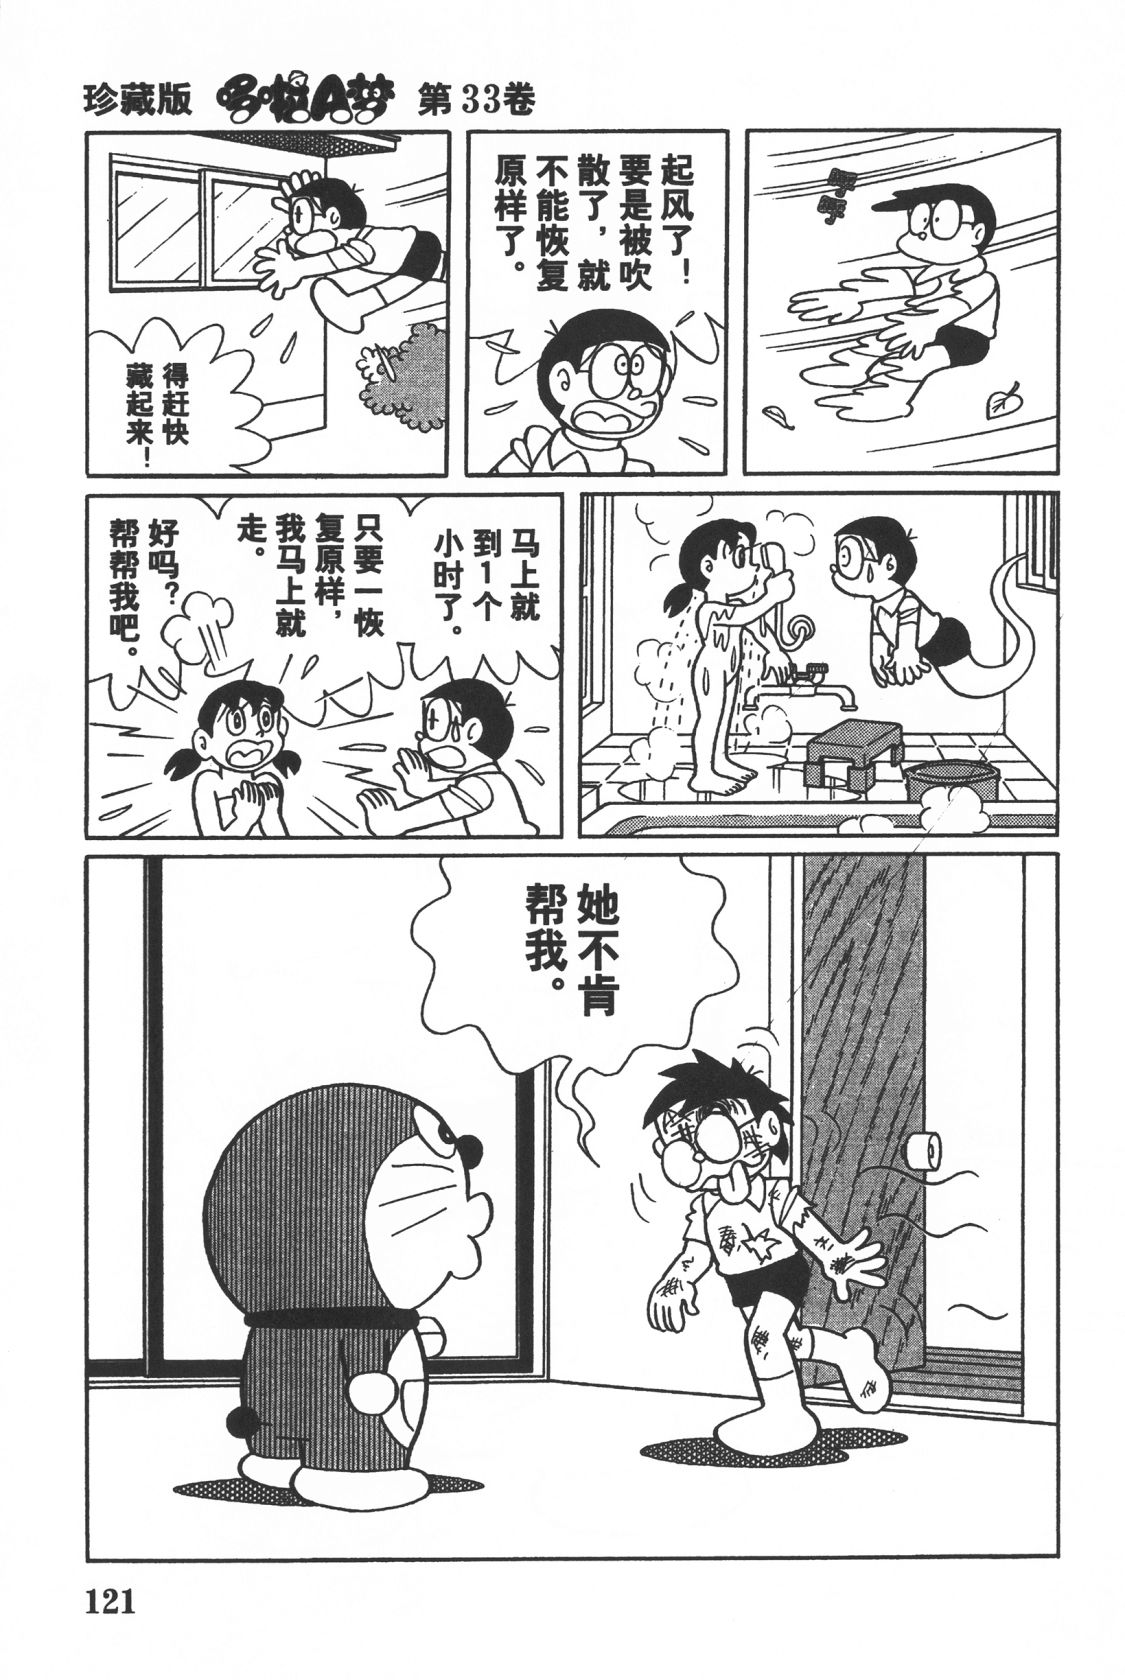 珍藏版 哆啦A梦 第33卷
呼
呼
起风了！
要是被吹
散了，就
不能恢复
原样了。
得赶快
藏起来！
马上就
到1个
小时了。
只要一恢
复原样，
我马上就
走。
好吗？
帮帮我吧。
她不肯
帮我。
121